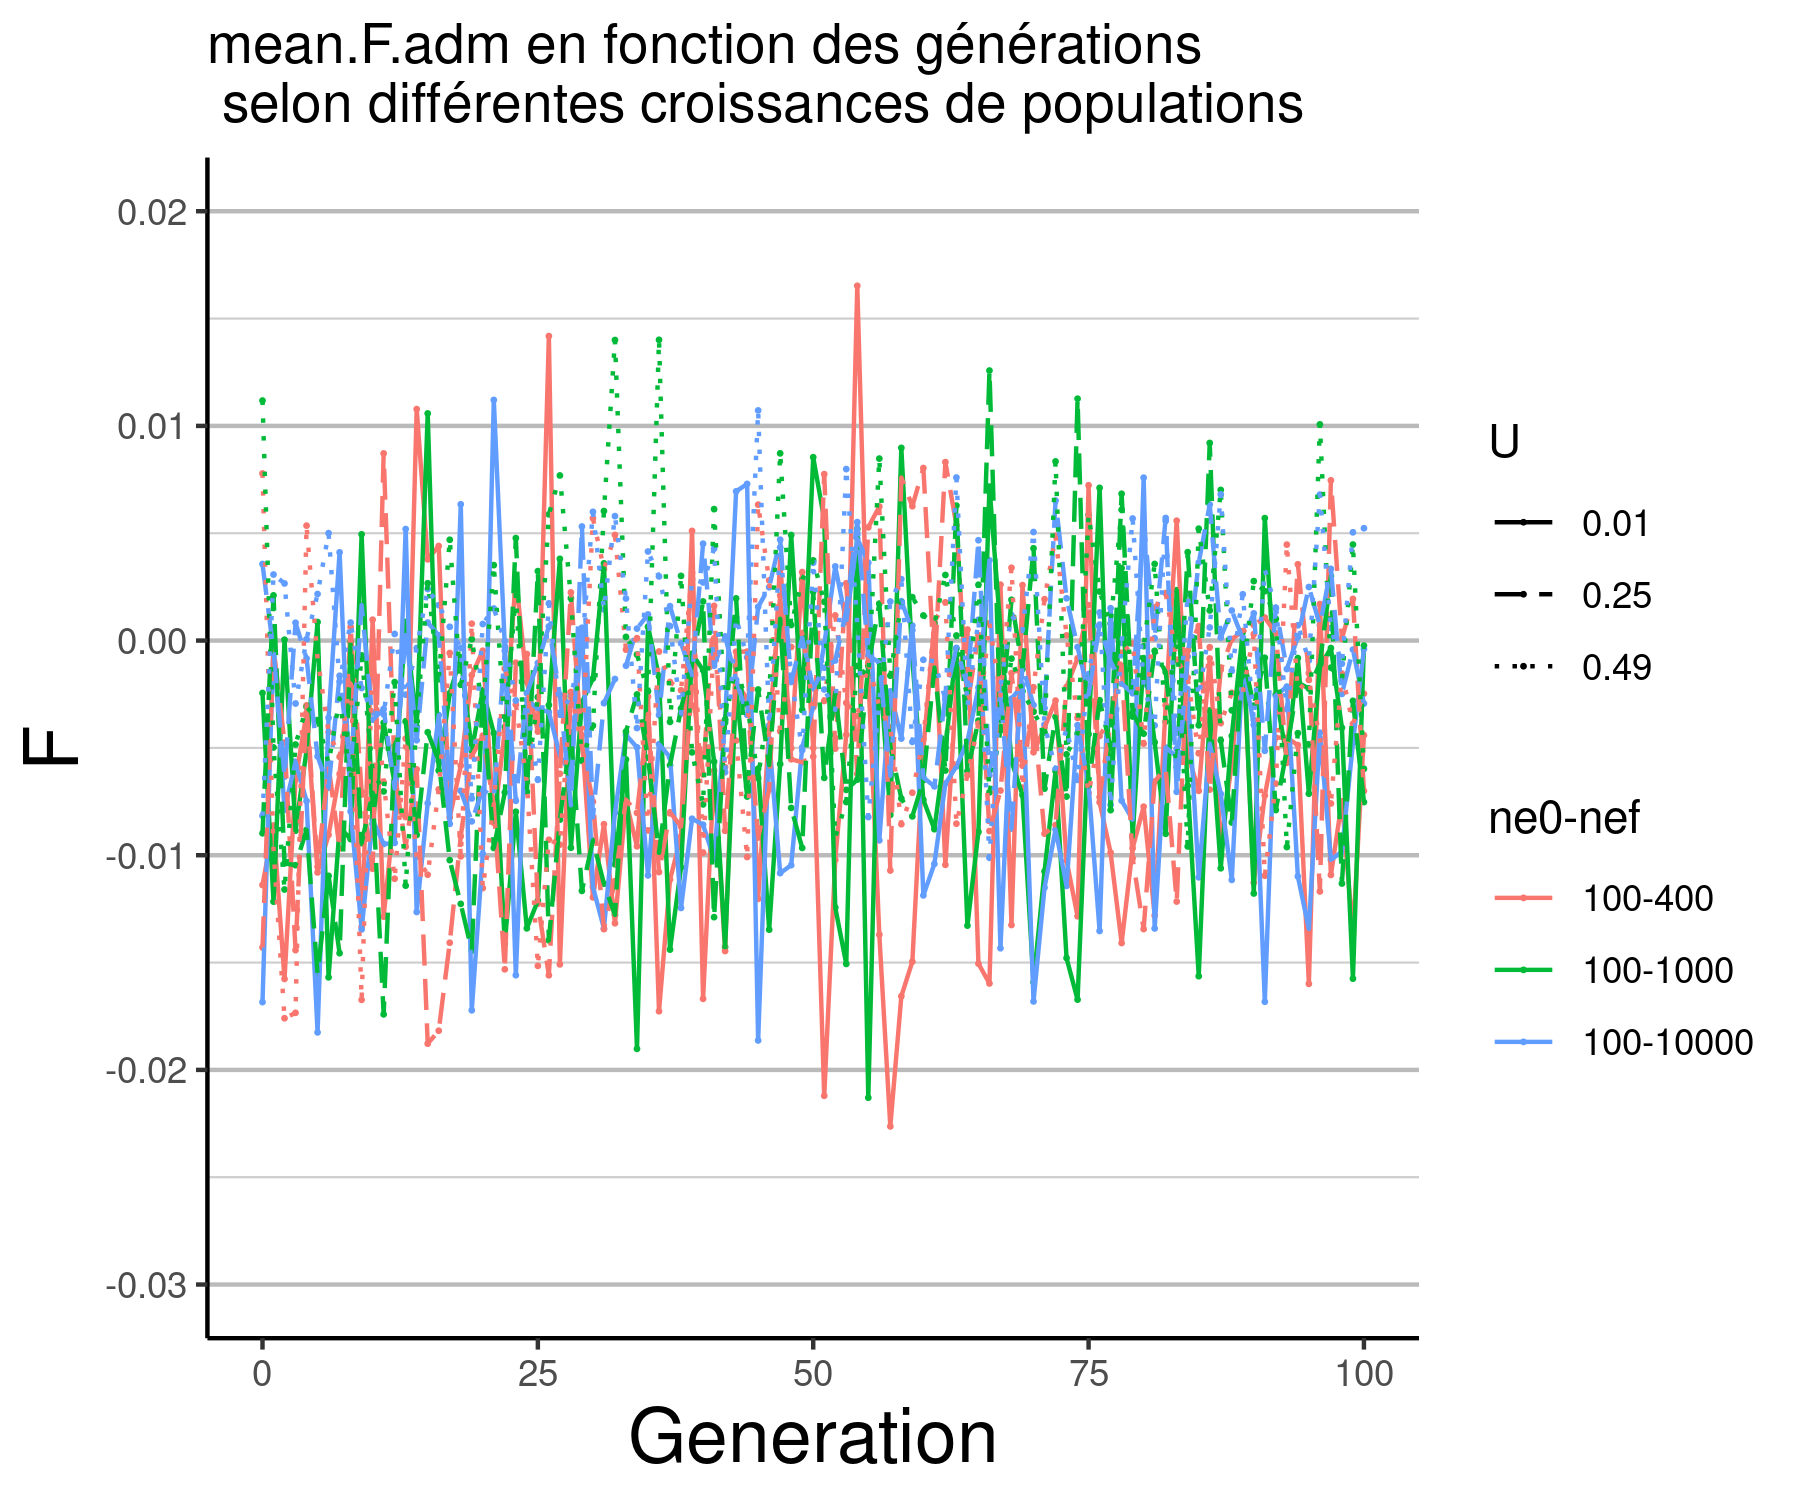 mean.F.adm en fonction des générations
selon différentes croissances de populations
0.02
0.01
0.00
-0.01
-0.02
-0.03
F
0
25
50
75
100
Generation
U
0.01
0.25
0.49
ne0-nef
100-400
100-1000
100-10000